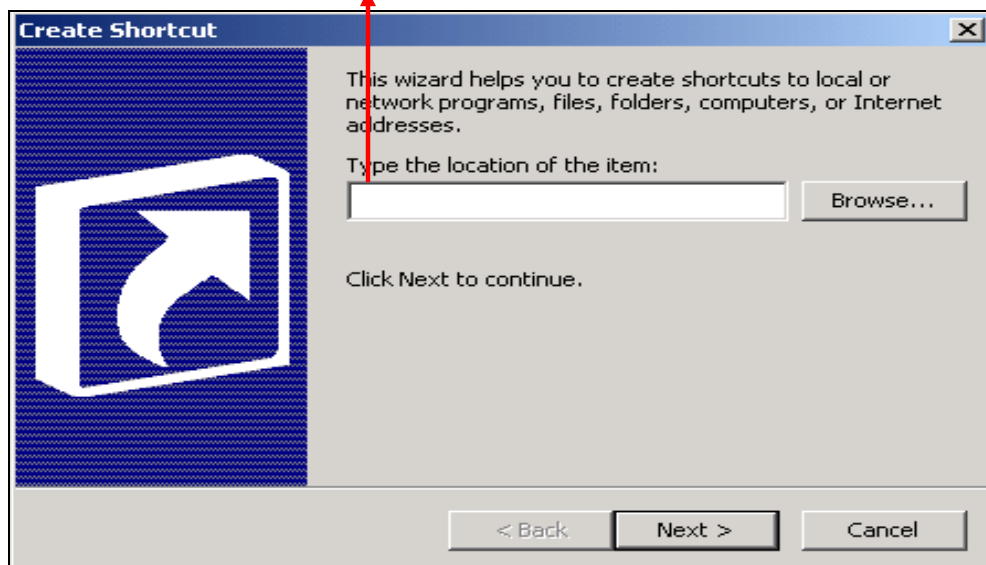 Create Shortcut
This wizard helps you to create shortcuts to local or
network programs, files, folders, computers, or Internet
addresses.
Type the location of the item:
Browse...
Click Next to continue.
< Back
Next >
Cancel